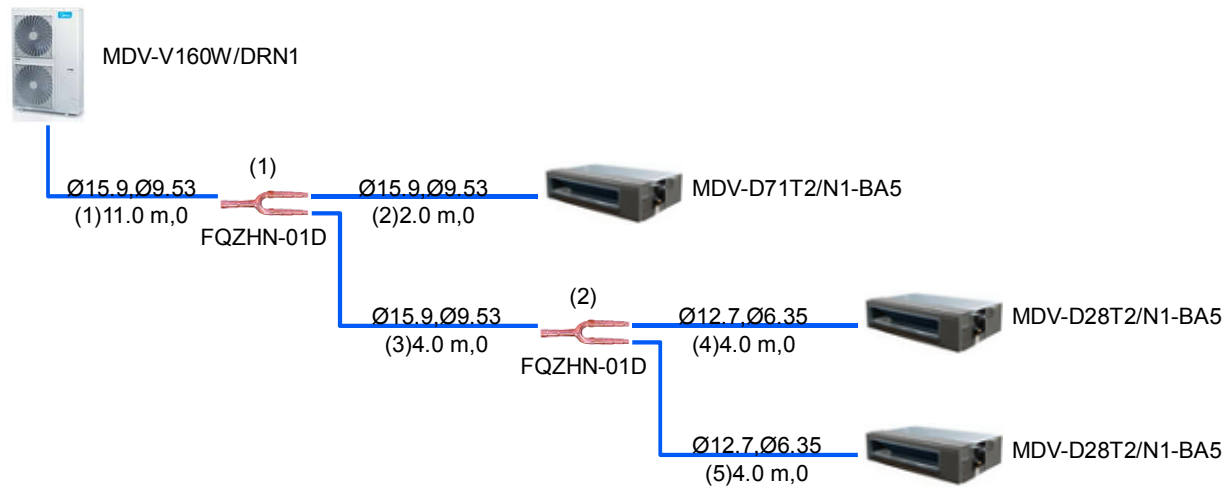 MDV-V160W/DRN1
(1)
Ø15.9,Ø9.53
(1)11.0 m,0
FQZHN-01D
Ø15.9,Ø9.53
(2)2.0 m,0
MDV-D71T2/N1-BA5
Ø15.9,Ø9.53
(3)4.0 m,0
(2)
FQZHN-01D
Ø12.7,Ø6.35
(4)4.0 m,0
MDV-D28T2/N1-BA5
Ø12.7,Ø6.35
(5)4.0 m,0
MDV-D28T2/N1-BA5